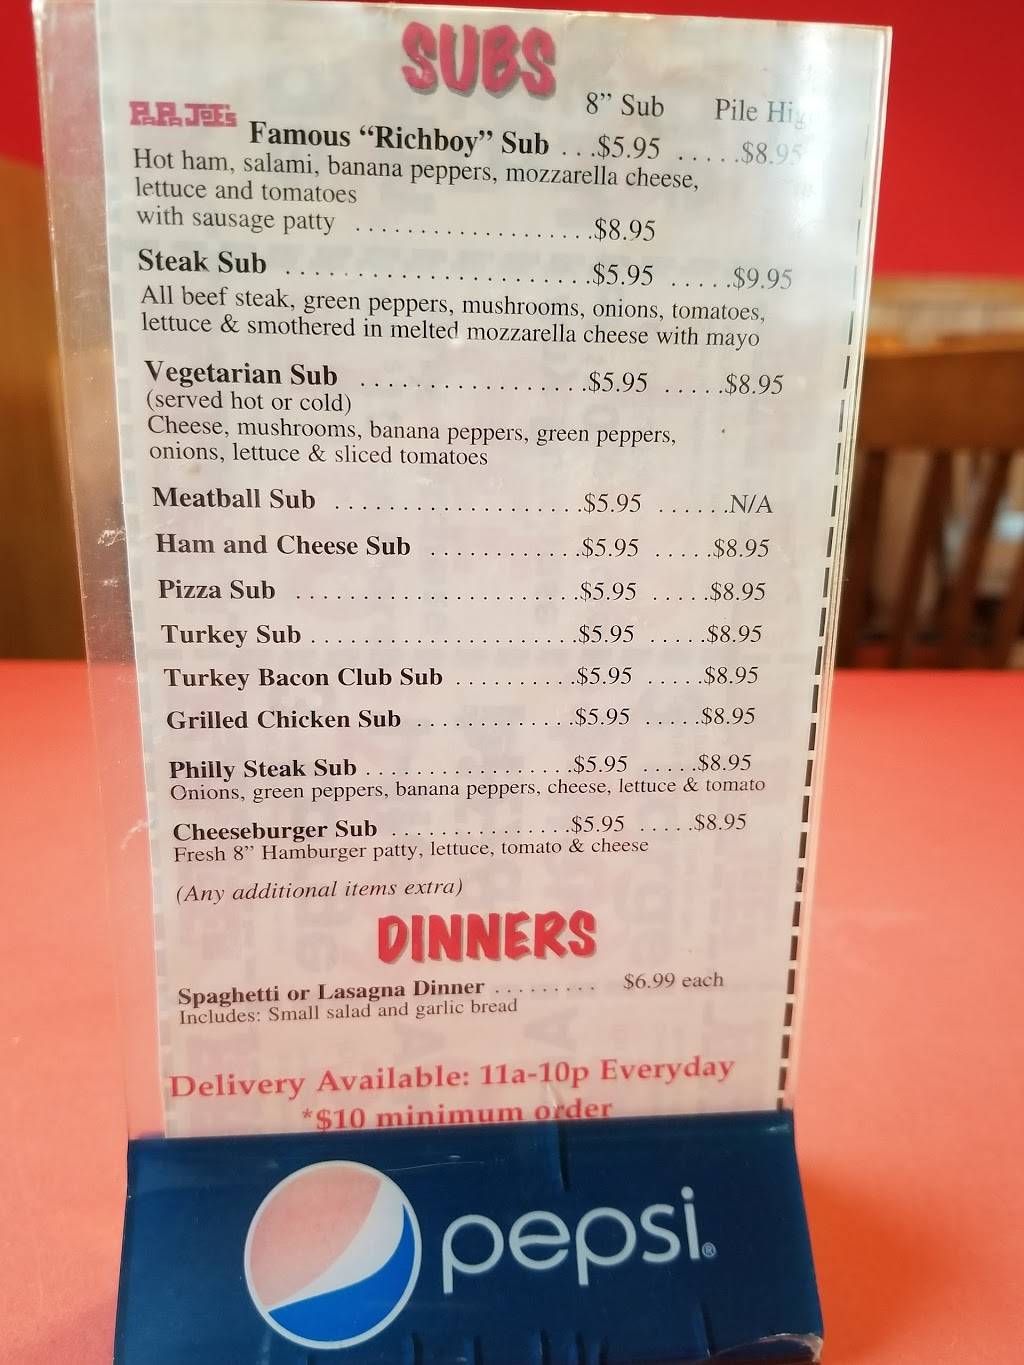 SUBS
8” Sub Pile High
PaPa JOE's
Famous “Richboy” Sub ...$5.95 .....$8.95
Hot ham, salami, banana peppers, mozzarella cheese,
lettuce and tomatoes
with sausage patty ..................$8.95
Steak Sub .......................$5.95 .....$9.95
All beef steak, green peppers, mushrooms, onions, tomatoes,
lettuce & smothered in melted mozzarella cheese with mayo
Vegetarian Sub .................$5.95 .....$8.95
(served hot or cold)
Cheese, mushrooms, banana peppers, green peppers,
onions, lettuce & sliced tomatoes
Meatball Sub ...................$5.95 ......N/A
Ham and Cheese Sub ............$5.95 .....$8.95
Pizza Sub ......................$5.95 .....$8.95
Turkey Sub ....................$5.95 .....$8.95
Turkey Bacon Club Sub .........$5.95 .....$8.95
Grilled Chicken Sub ............$5.95 .....$8.95
Philly Steak Sub ................$5.95 .....$8.95
Onions, green peppers, banana peppers, cheese, lettuce & tomato
Cheeseburger Sub ..............$5.95 .....$8.95
Fresh 8” Hamburger patty, lettuce, tomato & cheese
(Any additional items extra)
DINNERS
Spaghetti or Lasagna Dinner ......... $6.99 each
Includes: Small salad and garlic bread
Delivery Available: 11a-10p Everyday
*$10 minimum order
pepsi®